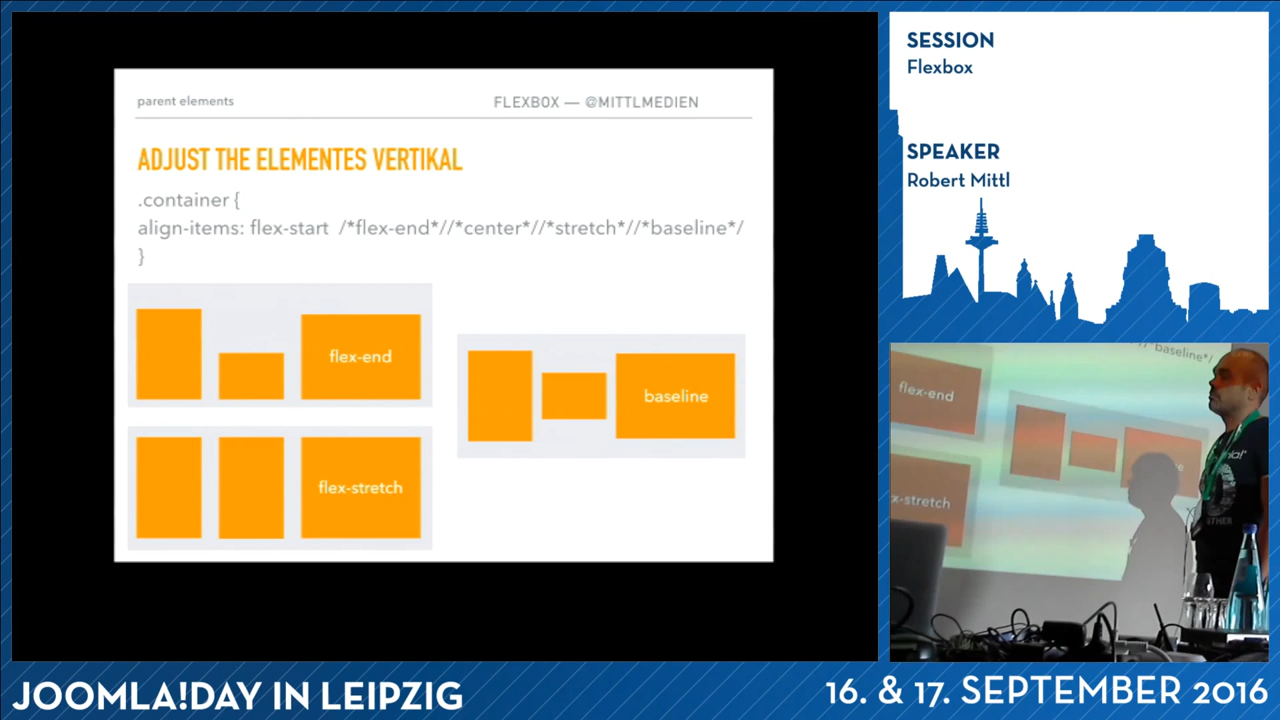 parent elements
FLEXBOX — @MITTLMEDIEN
ADJUST THE ELEMENTES VERTIKAL
.container {
align-items: flex-start /*flex-end*//*center*//*stretch*//*baseline*/
}
flex-end
flex-stretch
baseline
SESSION
Flexbox
SPEAKER
Robert Mittl
/*baseline*/
flex-end
x-stretch
JOOMLA!DAY IN LEIPZIG
16. & 17. SEPTEMBER 2016